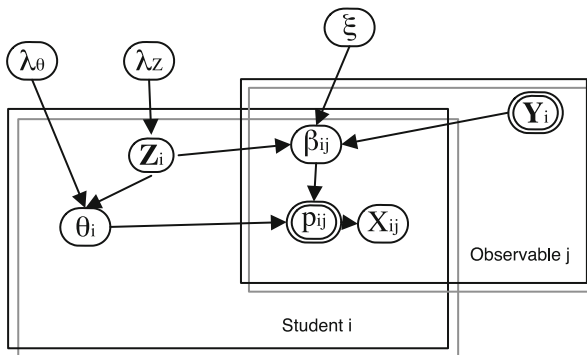 ξ
λθ
λZ
Yi
Zi
βij
θi
pij
Xij
Observable j
Student i